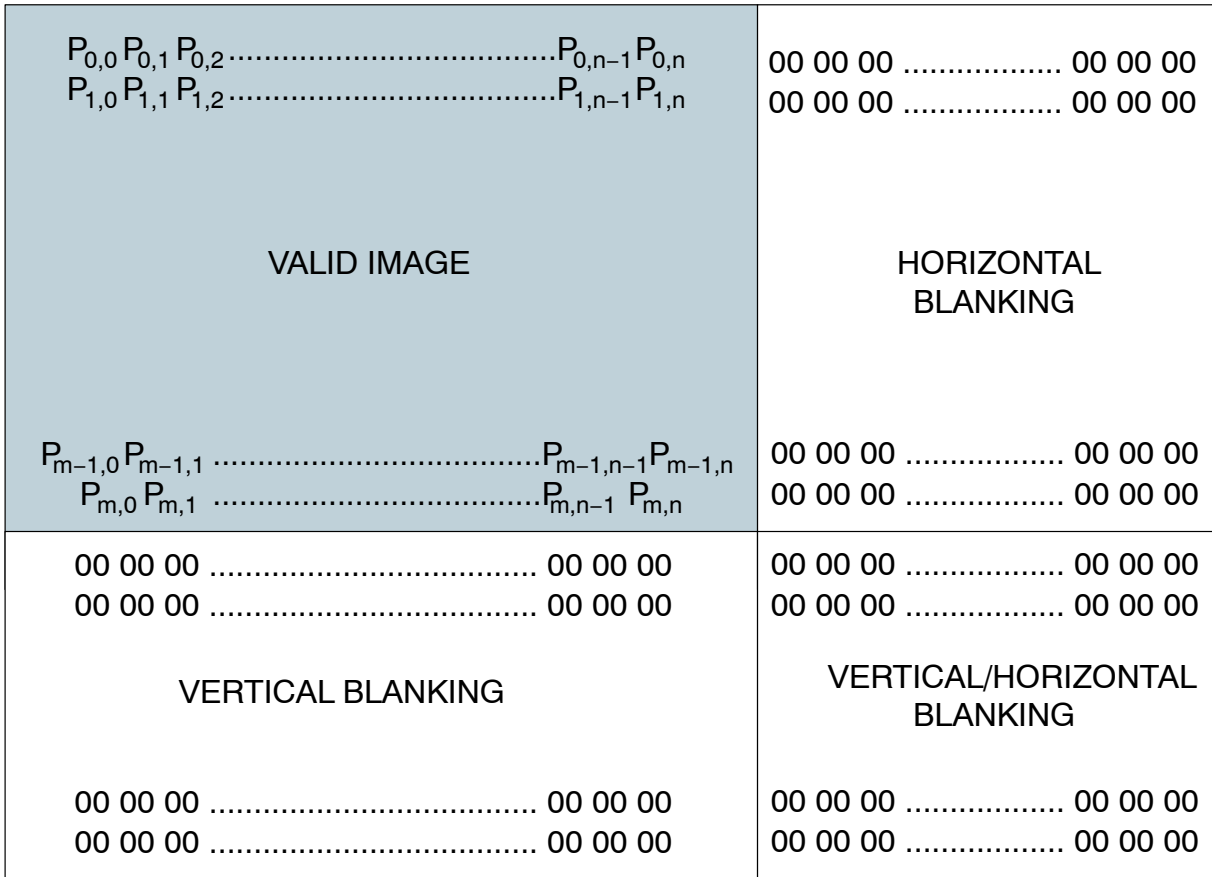 P0,0 P0,1 P0,2.....................................P0,n−1 P0,n
P1,0 P1,1 P1,2.....................................P1,n−1 P1,n
VALID IMAGE
Pm−1,0 Pm−1,1 .....................................Pm−1,n−1 Pm−1,n
Pm,0 Pm,1 .....................................Pm,n−1 Pm,n
00 00 00 .................. 00 00 00
00 00 00 .................. 00 00 00
HORIZONTAL
BLANKING
00 00 00 .................. 00 00 00
00 00 00 .................. 00 00 00
00 00 00 ..................................... 00 00 00
00 00 00 ..................................... 00 00 00
VERTICAL BLANKING
00 00 00 ..................................... 00 00 00
00 00 00 ..................................... 00 00 00
00 00 00 .................. 00 00 00
00 00 00 .................. 00 00 00
VERTICAL/HORIZONTAL
BLANKING
00 00 00 .................. 00 00 00
00 00 00 .................. 00 00 00